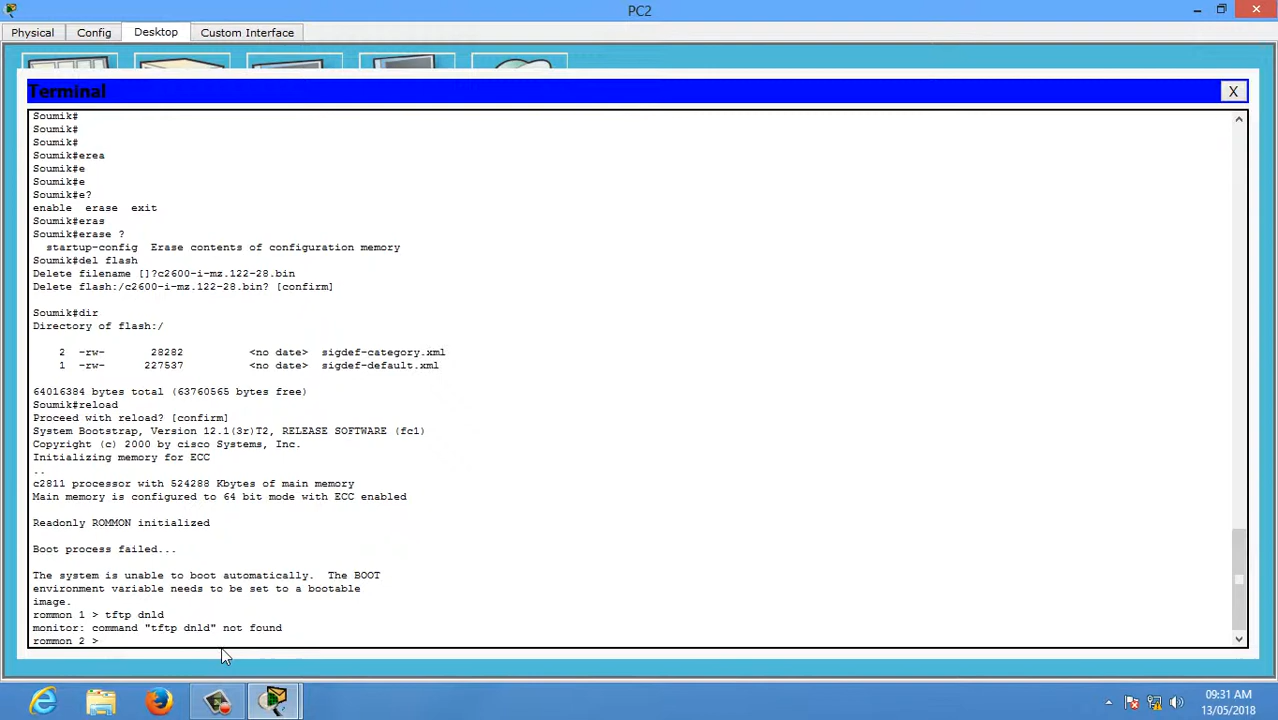 PC2
Physical Config Desktop Custom Interface
Terminal
X
Soumik#
Soumik#
Soumik#
Soumik#erea
Soumik#e
Soumik#e
Soumik#e?
enable  erase  exit
Soumik#eras
Soumik#erase ?
  startup-config  Erase contents of configuration memory
Soumik#del flash
Delete filename []?c2600-i-mz.122-28.bin
Delete flash:/c2600-i-mz.122-28.bin? [confirm]
Soumik#dir
Directory of flash:/
2  -rw-       28282          <no date>  sigdef-category.xml
1  -rw-      227537          <no date>  sigdef-default.xml
64016384 bytes total (63760565 bytes free)
Soumik#reload
Proceed with reload? [confirm]
System Bootstrap, Version 12.1(3r)T2, RELEASE SOFTWARE (fc1)
Copyright (c) 2000 by cisco Systems, Inc.
Initializing memory for ECC
..
c2811 processor with 524288 Kbytes of main memory
Main memory is configured to 64 bit mode with ECC enabled
Readonly ROMMON initialized
Boot process failed...
The system is unable to boot automatically.  The BOOT
environment variable needs to be set to a bootable
image.
rommon 1 > tftp dnld
monitor: command "tftp dnld" not found
rommon 2 >
09:31 AM
13/05/2018